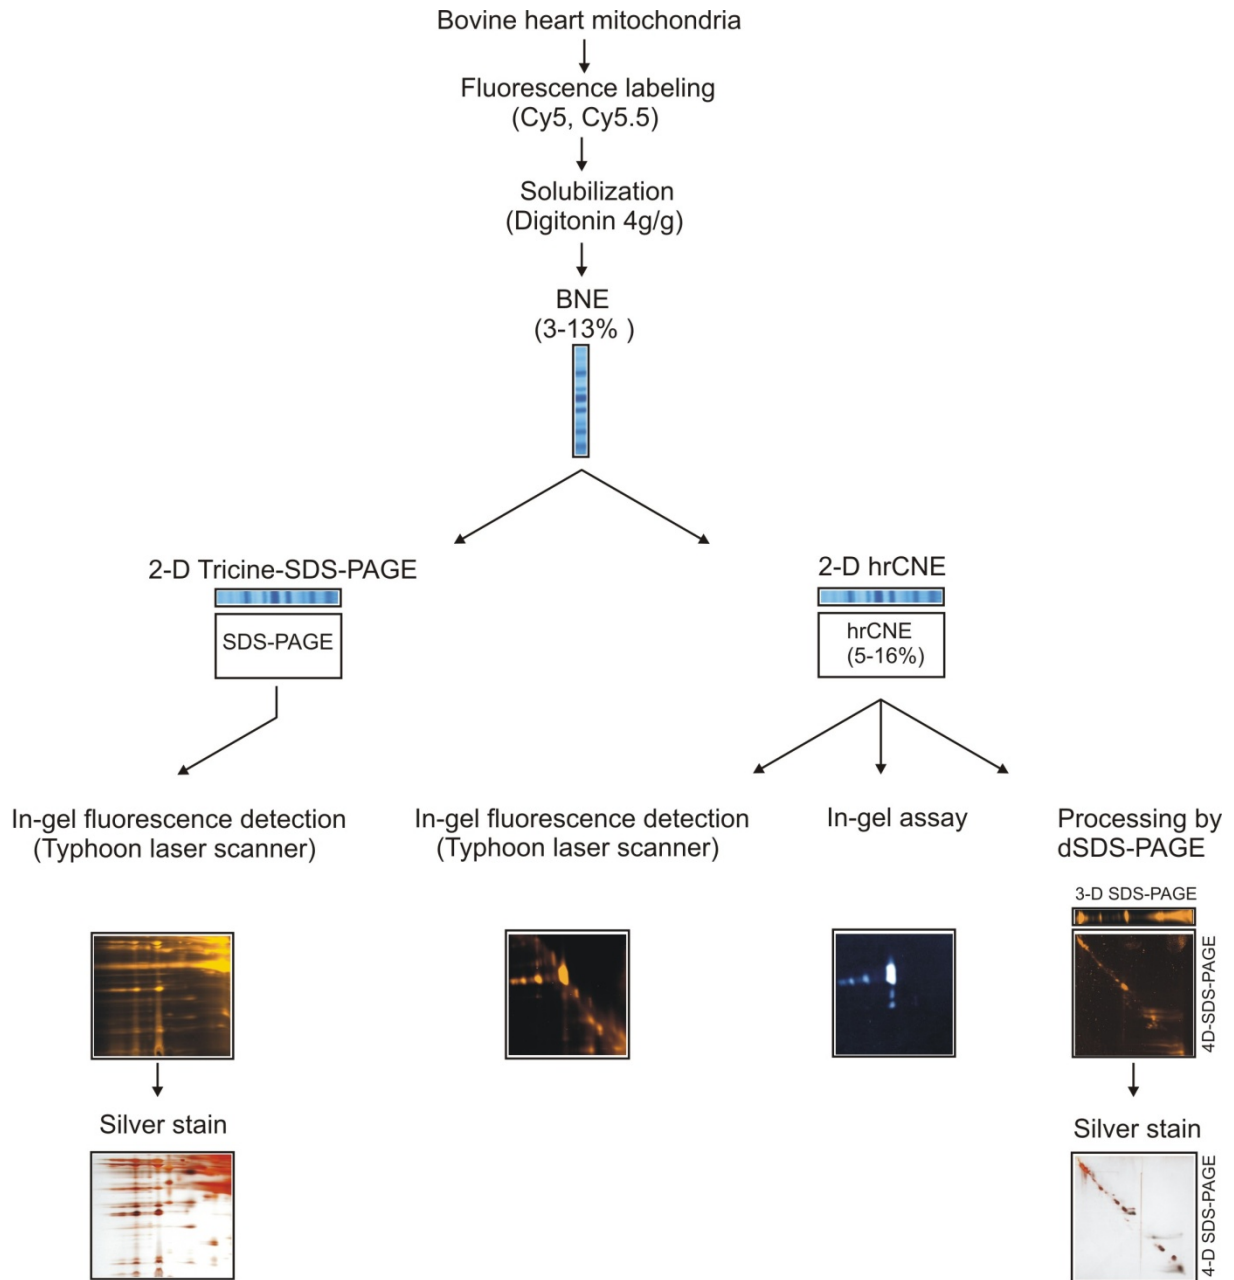 Bovine heart mitochondria
Fluorescence labeling
(Cy5, Cy5.5)
Solubilization
(Digitonin 4g/g)
BNE
(3-13% )
2-D Tricine-SDS-PAGE
SDS-PAGE
2-D hrCNE
hrCNE
(5-16%)
In-gel fluorescence detection
(Typhoon laser scanner)
In-gel fluorescence detection
(Typhoon laser scanner)
In-gel assay
Processing by
dSDS-PAGE
3-D SDS-PAGE
4D-SDS-PAGE
Silver stain
Silver stain
4-D SDS-PAGE